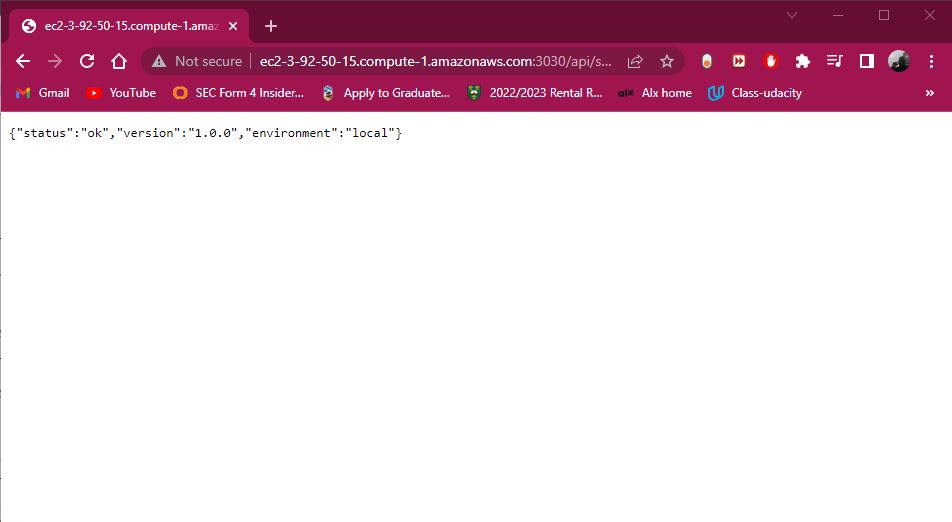 ec2-3-92-50-15.compute-1.amaz
Not secure ec2-3-92-50-15.compute-1.amazonaws.com:3030/api/s...
Gmail YouTube SEC Form 4 Insider... Apply to Graduate... 2022/2023 Rental R... alx Alx home Class-udacity »
{"status":"ok","version":"1.0.0","environment":"local"}